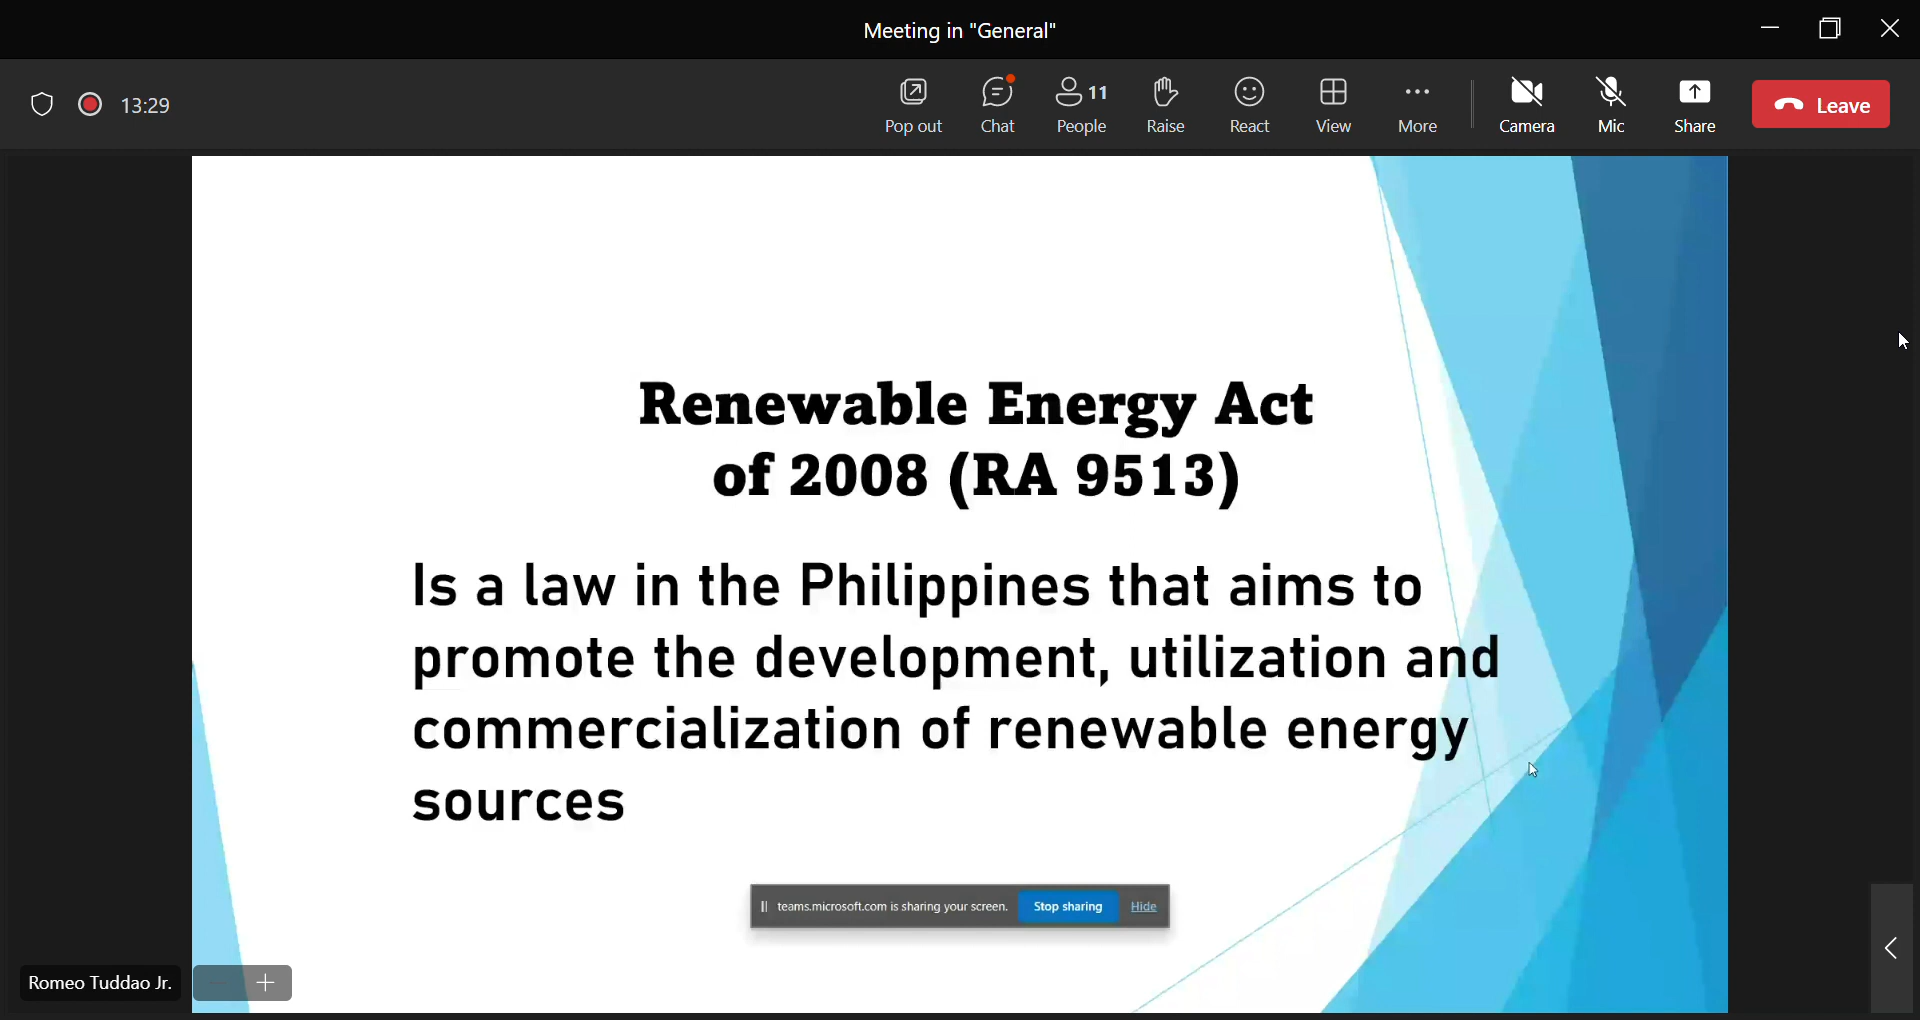 Meeting in "General"
13:29
Pop out
Chat
11
People
Raise
React
View
More
Camera
Mic
Share
Leave
Renewable Energy Act
of 2008 (RA 9513)
Is a law in the Philippines that aims to
promote the development, utilization and
commercialization of renewable energy
sources
teams.microsoft.com is sharing your screen. Stop sharing Hide
Romeo Tuddao Jr.